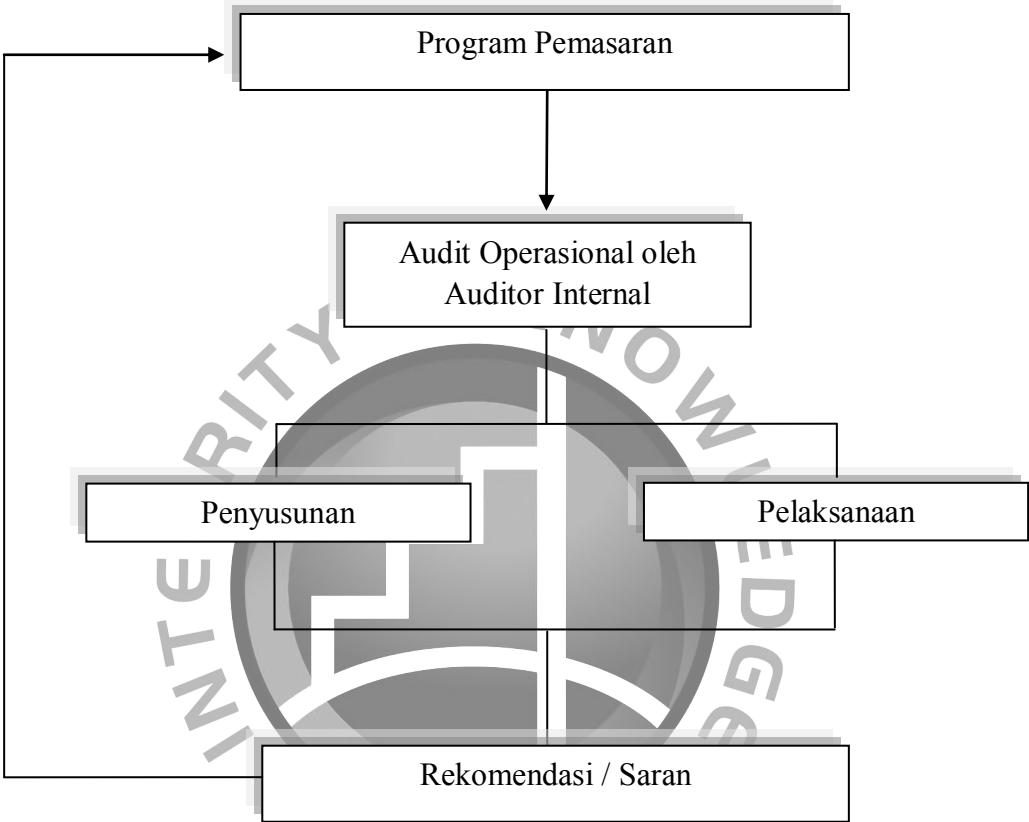 Program Pemasaran
Audit Operasional oleh
Auditor Internal
Penyusunan
Pelaksanaan
Rekomendasi / Saran